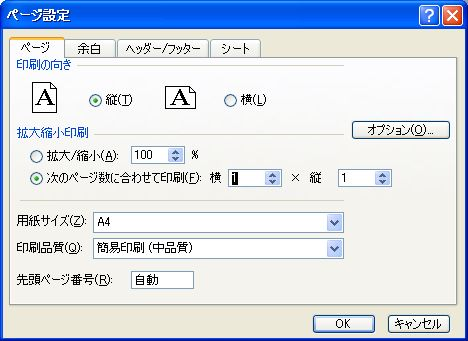 ページ設定
ページ 余白 ヘッダー/フッター シート
印刷の向き
A 縦(T) A 横(L)
拡大縮小印刷
オプション(O)...
拡大/縮小(A): 100 %
次のページ数に合わせて印刷(F): 横 1 × 縦 1
用紙サイズ(Z): A4
印刷品質(Q): 簡易印刷 (中品質)
先頭ページ番号(R): 自動
OK キャンセル